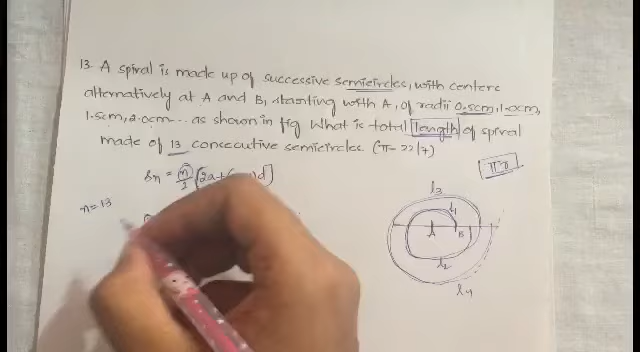 13. A spiral is made up of successive semicircles, with centers
alternatively at A and B, starting with A, of radii 0.5cm, 1.0cm,
1.5cm, 2.0cm... as shown in fig What is total length of spiral
made of 13 consecutive semicircles (π- 22/7)
πr
Sn = n/2 [2a+ 1)d]
n=13
l3
l1
A
B
l2
l4